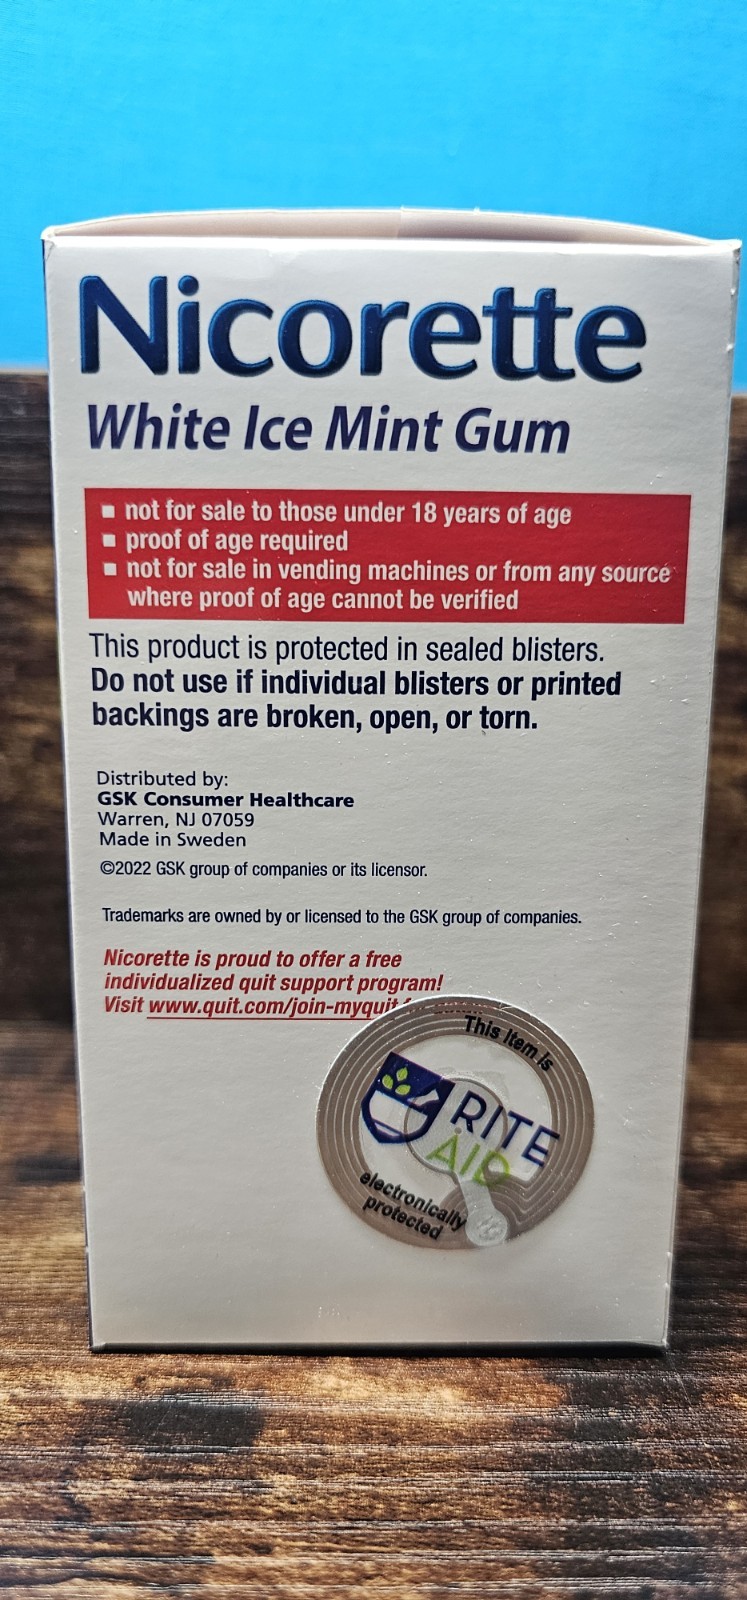 Nicorette
White Ice Mint Gum
▪ not for sale to those under 18 years of age
▪ proof of age required
▪ not for sale in vending machines or from any source
where proof of age cannot be verified
This product is protected in sealed blisters.
Do not use if individual blisters or printed
backings are broken, open, or torn.
Distributed by:
GSK Consumer Healthcare
Warren, NJ 07059
Made in Sweden
©2022 GSK group of companies or its licensor.
Trademarks are owned by or licensed to the GSK group of companies.
Nicorette is proud to offer a free
individualized quit support program!
Visit www.quit.com/join-myquit
This item is
RITE
AID
electronically
protected